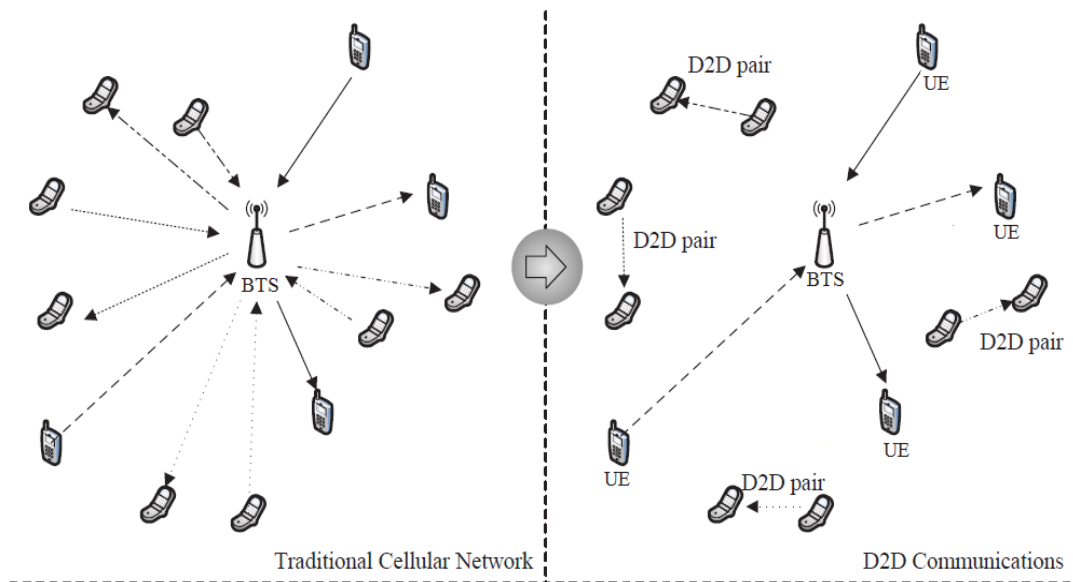 BTS
Traditional Cellular Network
D2D pair
UE
D2D pair
UE
BTS
D2D pair
UE
UE
D2D pair
D2D Communications